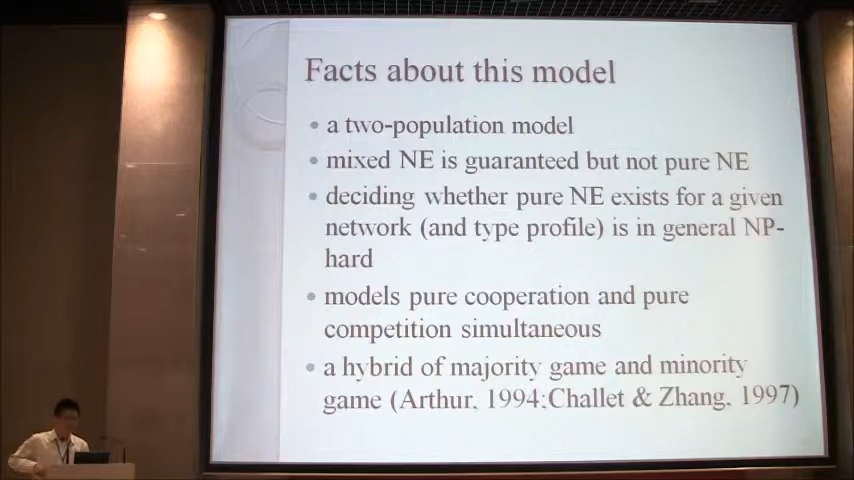 Facts about this model
• a two-population model
• mixed NE is guaranteed but not pure NE
• deciding whether pure NE exists for a given
network (and type profile) is in general NP-
hard
• models pure cooperation and pure
competition simultaneous
• a hybrid of majority game and minority
game (Arthur, 1994;Challet & Zhang, 1997)